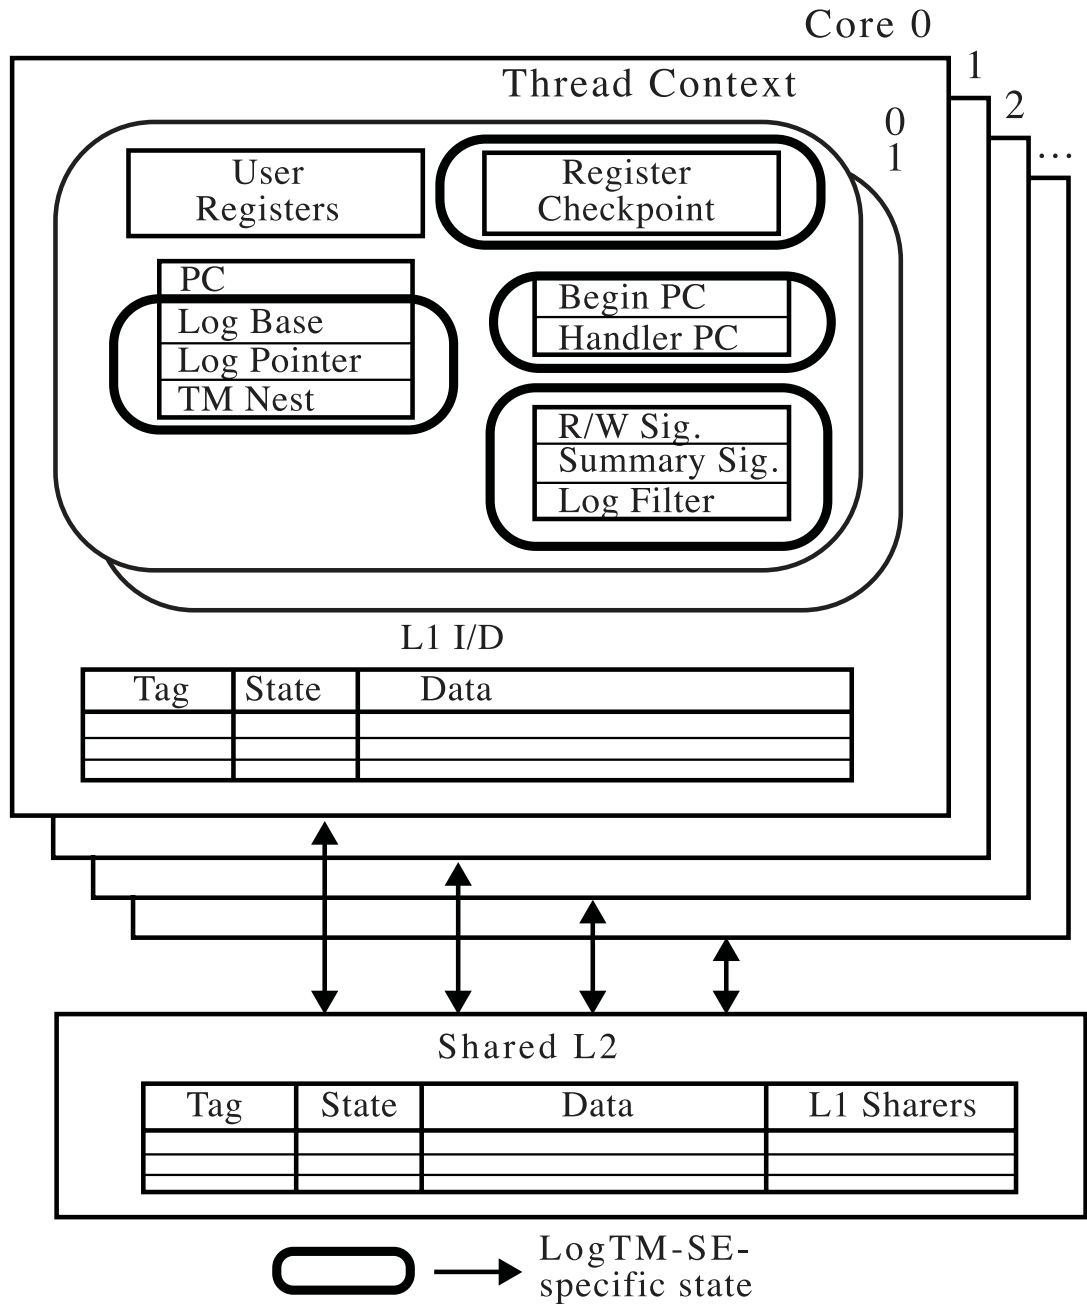 Core 0
1
2
...
Thread Context
0
1
User
Registers
Register
Checkpoint
PC
Log Base
Log Pointer
TM Nest
Begin PC
Handler PC
R/W Sig.
Summary Sig.
Log Filter
L1 I/D
Tag State Data
Shared L2
Tag State Data L1 Sharers
LogTM-SE-
specific state